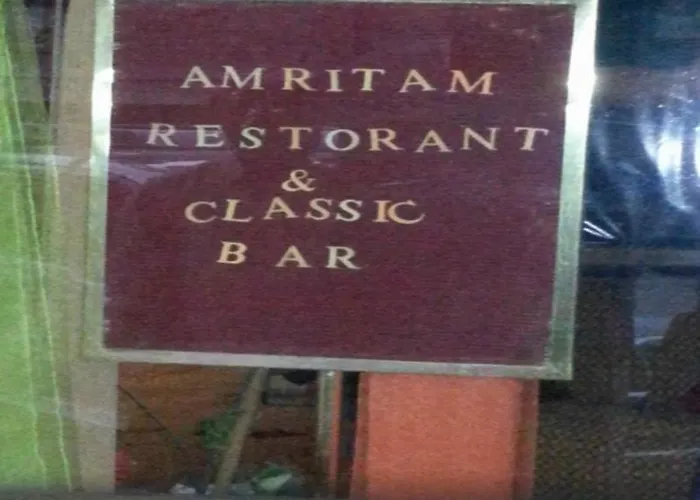 AMRITAM
RESTORANT
&
CLASSIC
BAR